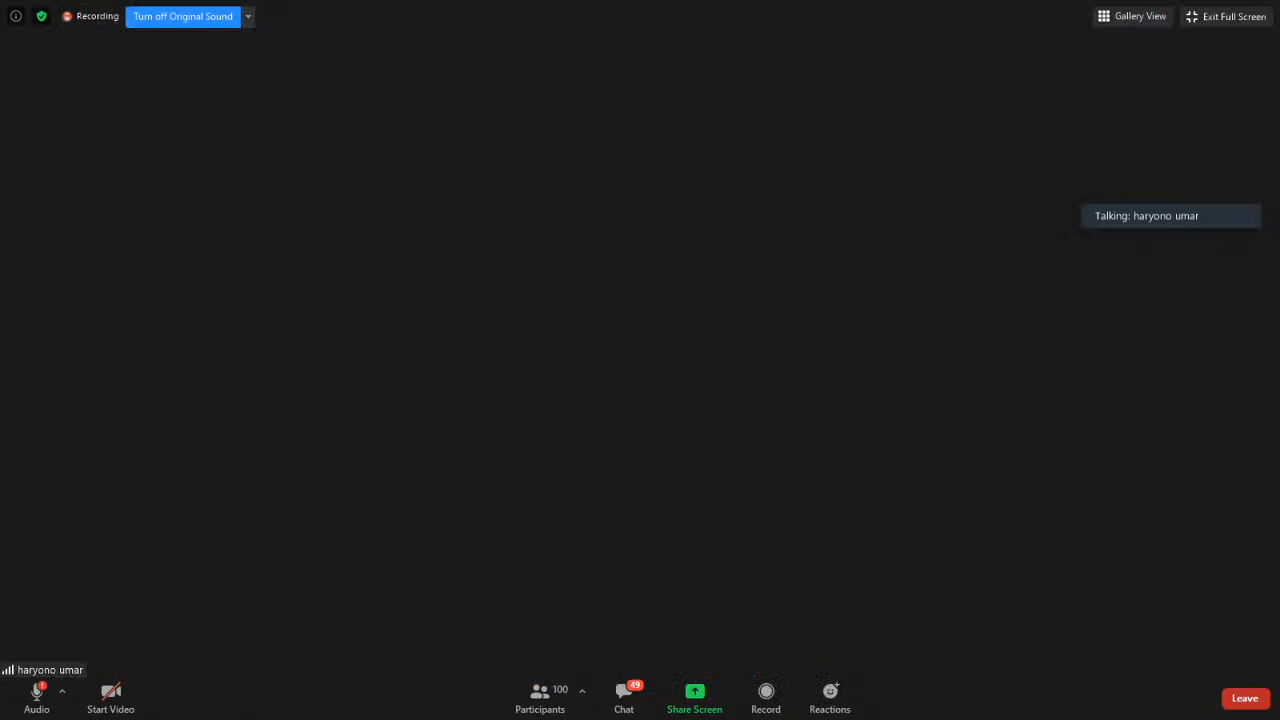 Recording
Turn off Original Sound
Gallery View
Exit Full Screen
Talking: haryono umar
haryono umar
Audio
Start Video
100
Participants
49
Chat
Share Screen
Record
Reactions
Leave